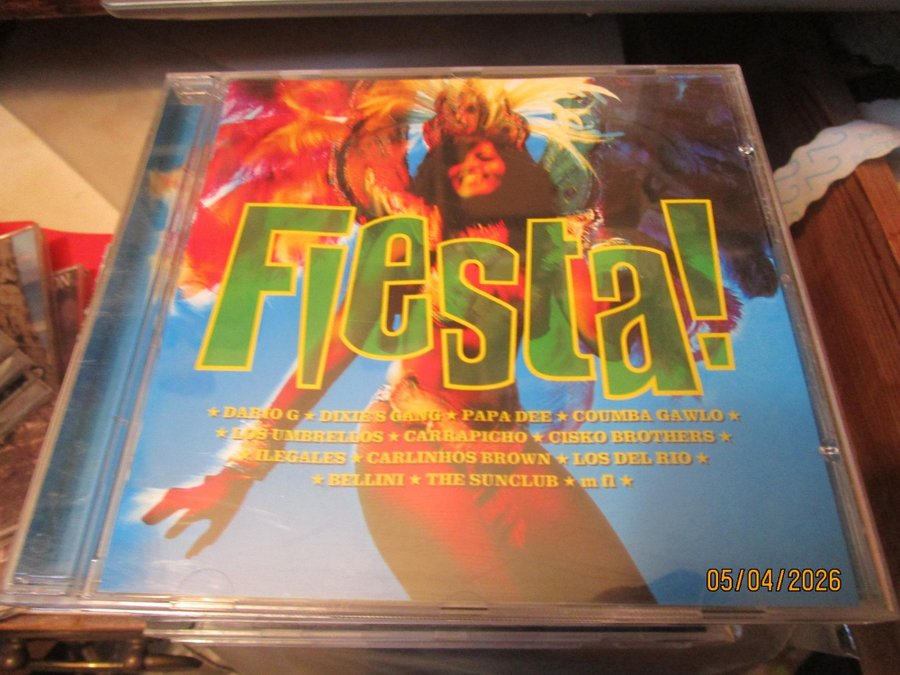 Fiesta!
★ DARIO G ★ DIXIE'S GANG ★ PAPA DEE ★ COUMBA GAWLO ★
★ LOS UMBRELLOS ★ CARRAPICHO ★ CISKO BROTHERS ★
★ ILEGALES ★ CARLINHOS BROWN ★ LOS DEL RIO ★
★ BELLINI ★ THE SUNCLUB ★ m fl ★
05/04/2026